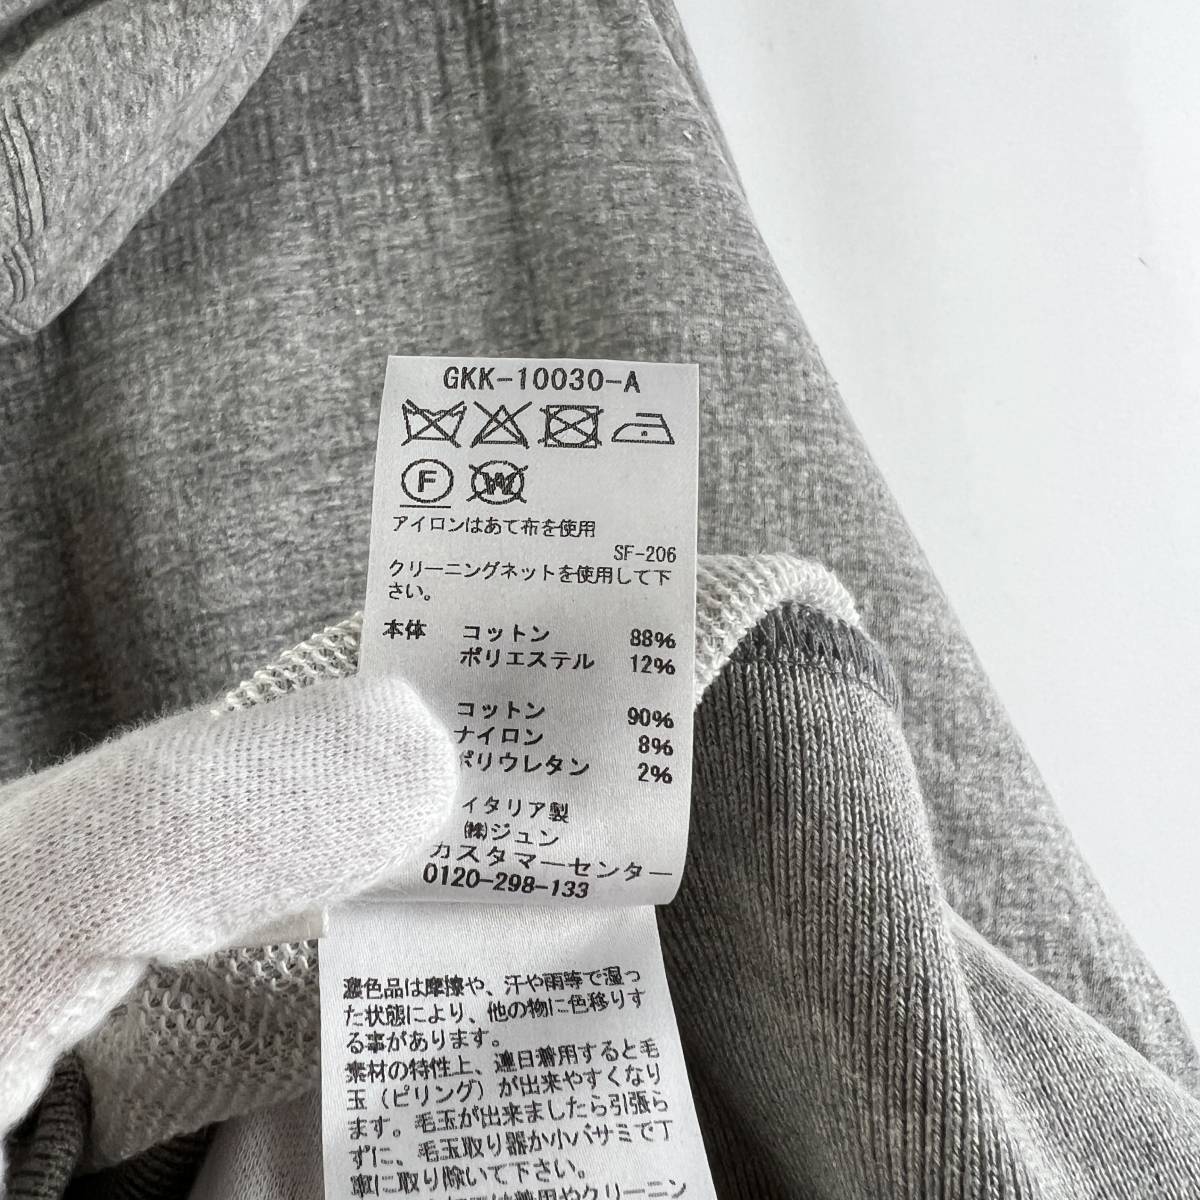 GKK-10030-A
F
W
アイロンはあて布を使用
SF-206
クリーニングネットを使用して下
さい。
本体 コットン 88%
ポリエステル 12%
コットン 90%
ナイロン 8%
ポリウレタン 2%
イタリア製
㈱ジュン
カスタマーセンター
0120-298-133
濃色品は摩擦や、汗や雨等で湿っ
た状態により、他の物に色移りす
る事があります。
素材の特性上、連日着用すると毛
玉（ピリング）が出来やすくなり
ます。毛玉が出来ましたら引張ら
ずに、毛玉取り器か小バサミで丁
寧に取り除いて下さい。
着用やクリーニン